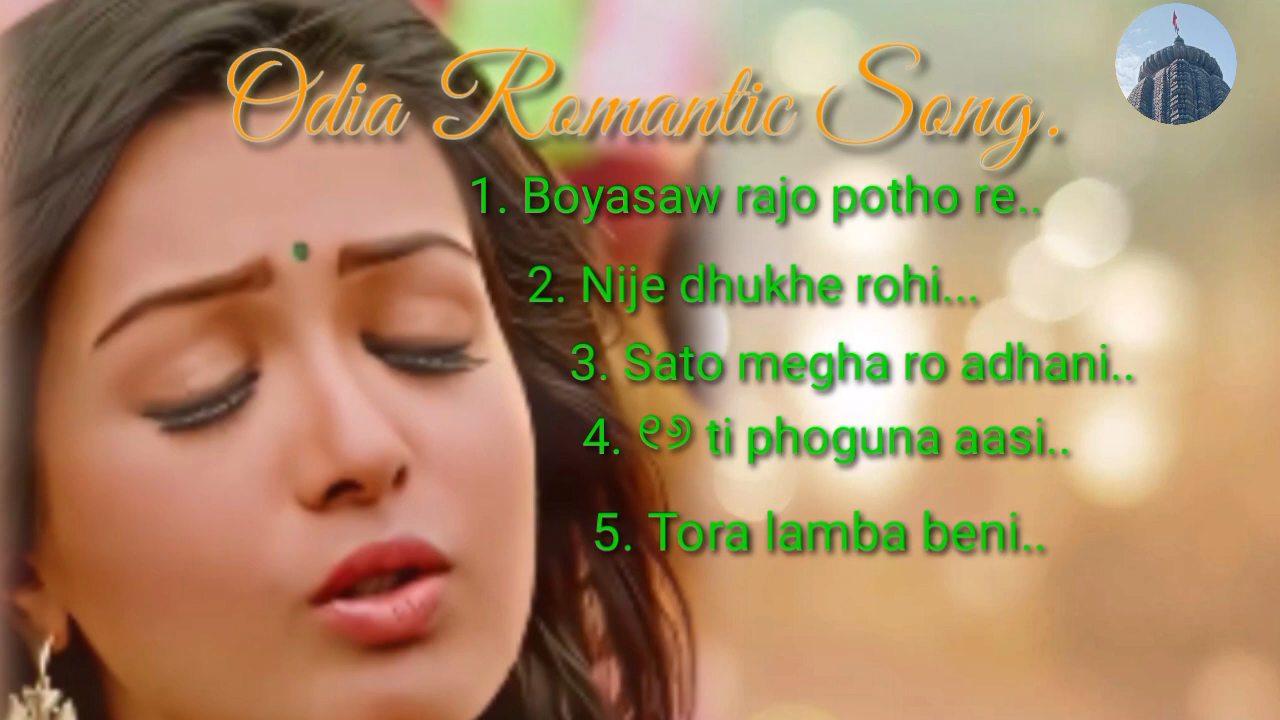 Odia Romantic Song.
1. Boyasaw rajo potho re..
2. Nije dhukhe rohi...
3. Sato megha ro adhani..
4. ଙ୍କ ti phoguna aasi..
5. Tora lamba beni..